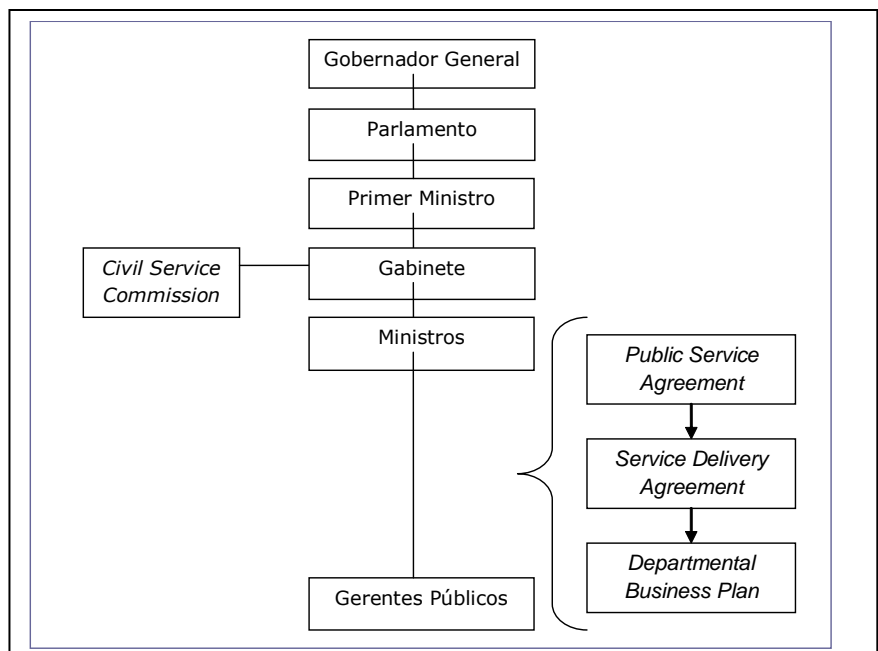 Gobernador General
Parlamento
Primer Ministro
Civil Service
Commission
Gabinete
Ministros
Public Service
Agreement
Service Delivery
Agreement
Departmental
Business Plan
Gerentes Públicos